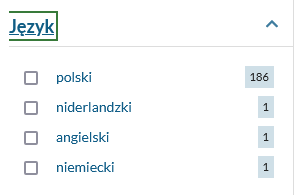 Język
polski 186
niderlandzki 1
angielski 1
niemiecki 1